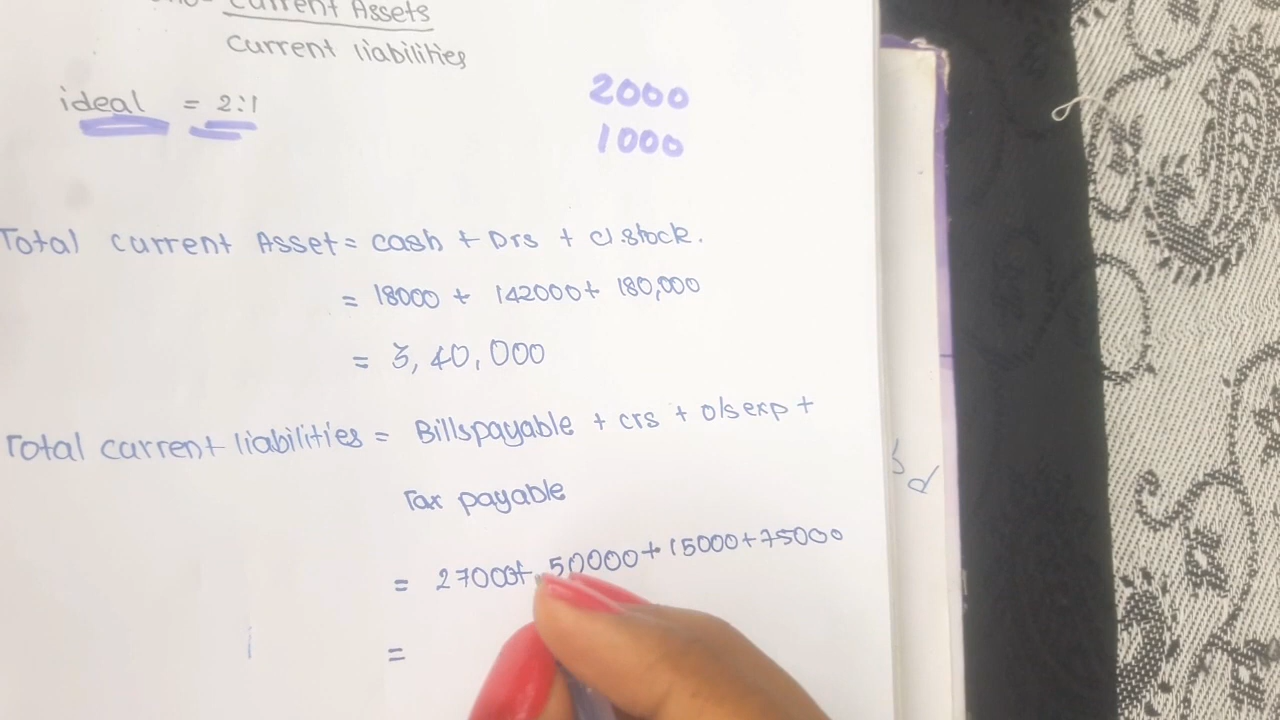 Current Assets
Current liabilities
ideal = 2:1
2000
1000
Total current Asset = cash + Drs + cl.stock.
= 18000 + 142000 + 180,000
= 3,40,000
Total current liabilities = Billspayable + crs + o/s exp +
Tax payable
= 27000+ 50000 + 15000 + 75000
=